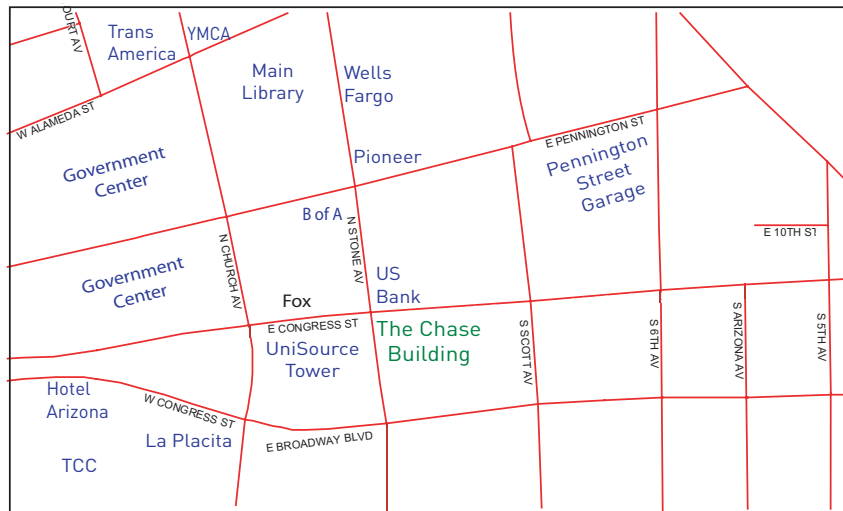 OURT AV
Trans
America
YMCA
Main
Library
Wells
Fargo
W ALAMEDA ST
E PENNINGTON ST
Government
Center
Pioneer
Pennington
Street
Garage
B of A
N STONE AV
E 10TH ST
N CHURCH AV
Government
Center
US
Bank
Fox
E CONGRESS ST
The Chase
Building
UniSource
Tower
S SCOTT AV
S 6TH AV
S ARIZONA AV
S 5TH AV
Hotel
Arizona
W CONGRESS ST
La Placita
E BROADWAY BLVD
TCC